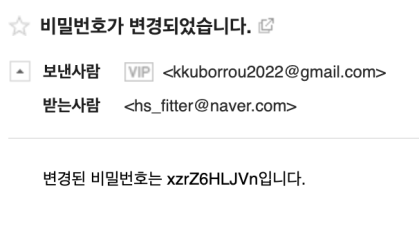 비밀번호가 변경되었습니다.
보낸사람 VIP <kkuborrou2022@gmail.com>
받는사람 <hs_fitter@naver.com>
변경된 비밀번호는 xzrZ6HLJVn입니다.